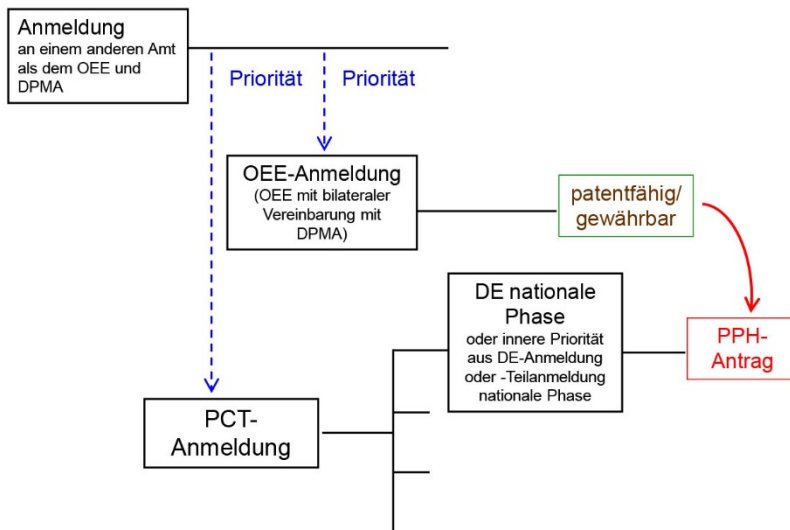 Anmeldung
an einem anderen Amt
als dem OEE und
DPMA
Priorität
Priorität
OEE-Anmeldung
(OEE mit bilateraler
Vereinbarung mit
DPMA)
patentfähig/
gewährbar
DE nationale
Phase
oder innere Priorität
aus DE-Anmeldung
oder -Teilanmeldung
nationale Phase
PPH-
Antrag
PCT-
Anmeldung